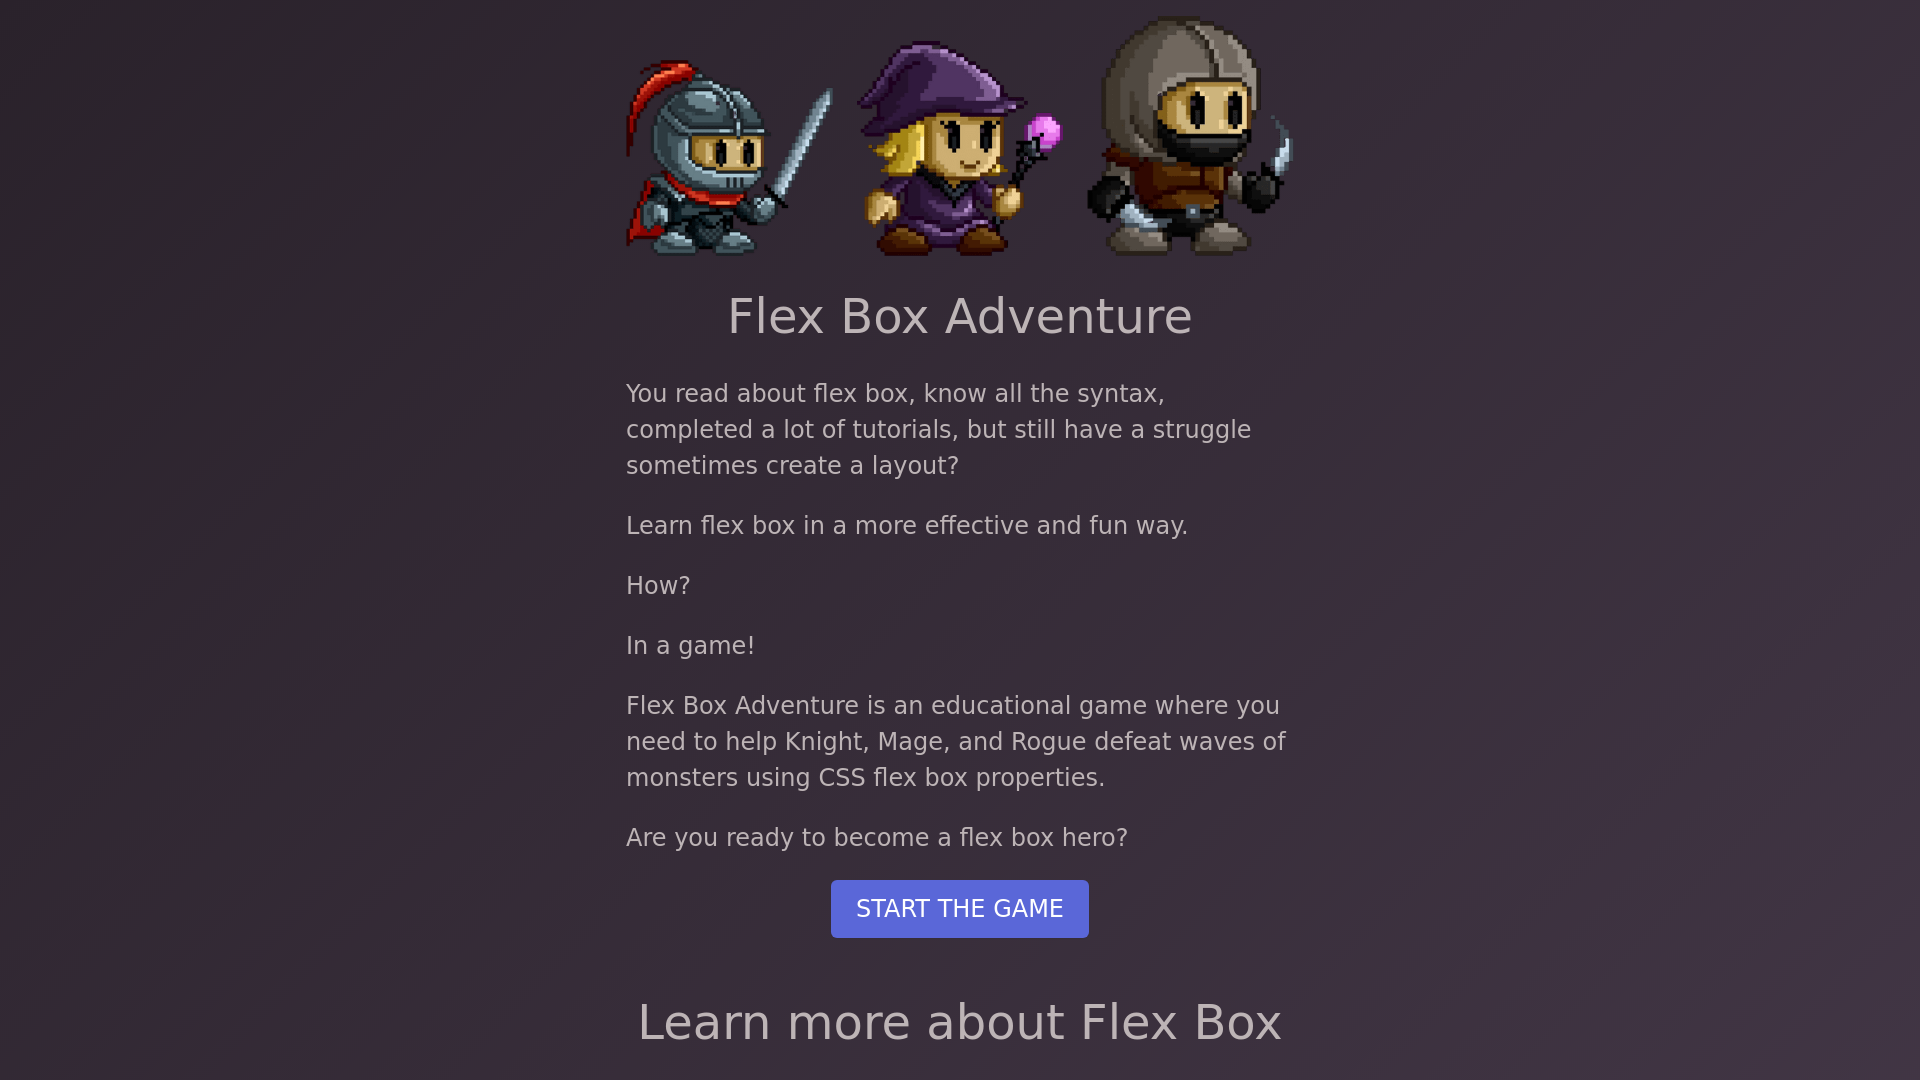 Flex Box Adventure
You read about flex box, know all the syntax,
completed a lot of tutorials, but still have a struggle
sometimes create a layout?
Learn flex box in a more effective and fun way.
How?
In a game!
Flex Box Adventure is an educational game where you
need to help Knight, Mage, and Rogue defeat waves of
monsters using CSS flex box properties.
Are you ready to become a flex box hero?
START THE GAME
Learn more about Flex Box